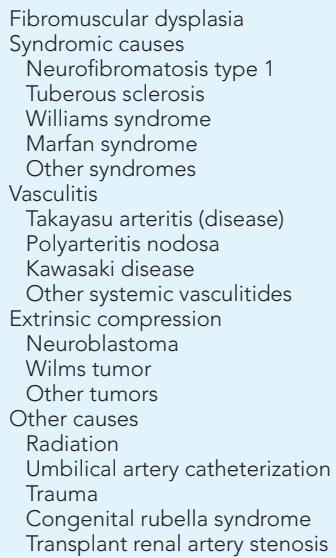 Fibromuscular dysplasia
Syndromic causes
Neurofibromatosis type 1
Tuberous sclerosis
Williams syndrome
Marfan syndrome
Other syndromes
Vasculitis
Takayasu arteritis (disease)
Polyarteritis nodosa
Kawasaki disease
Other systemic vasculitides
Extrinsic compression
Neuroblastoma
Wilms tumor
Other tumors
Other causes
Radiation
Umbilical artery catheterization
Trauma
Congenital rubella syndrome
Transplant renal artery stenosis